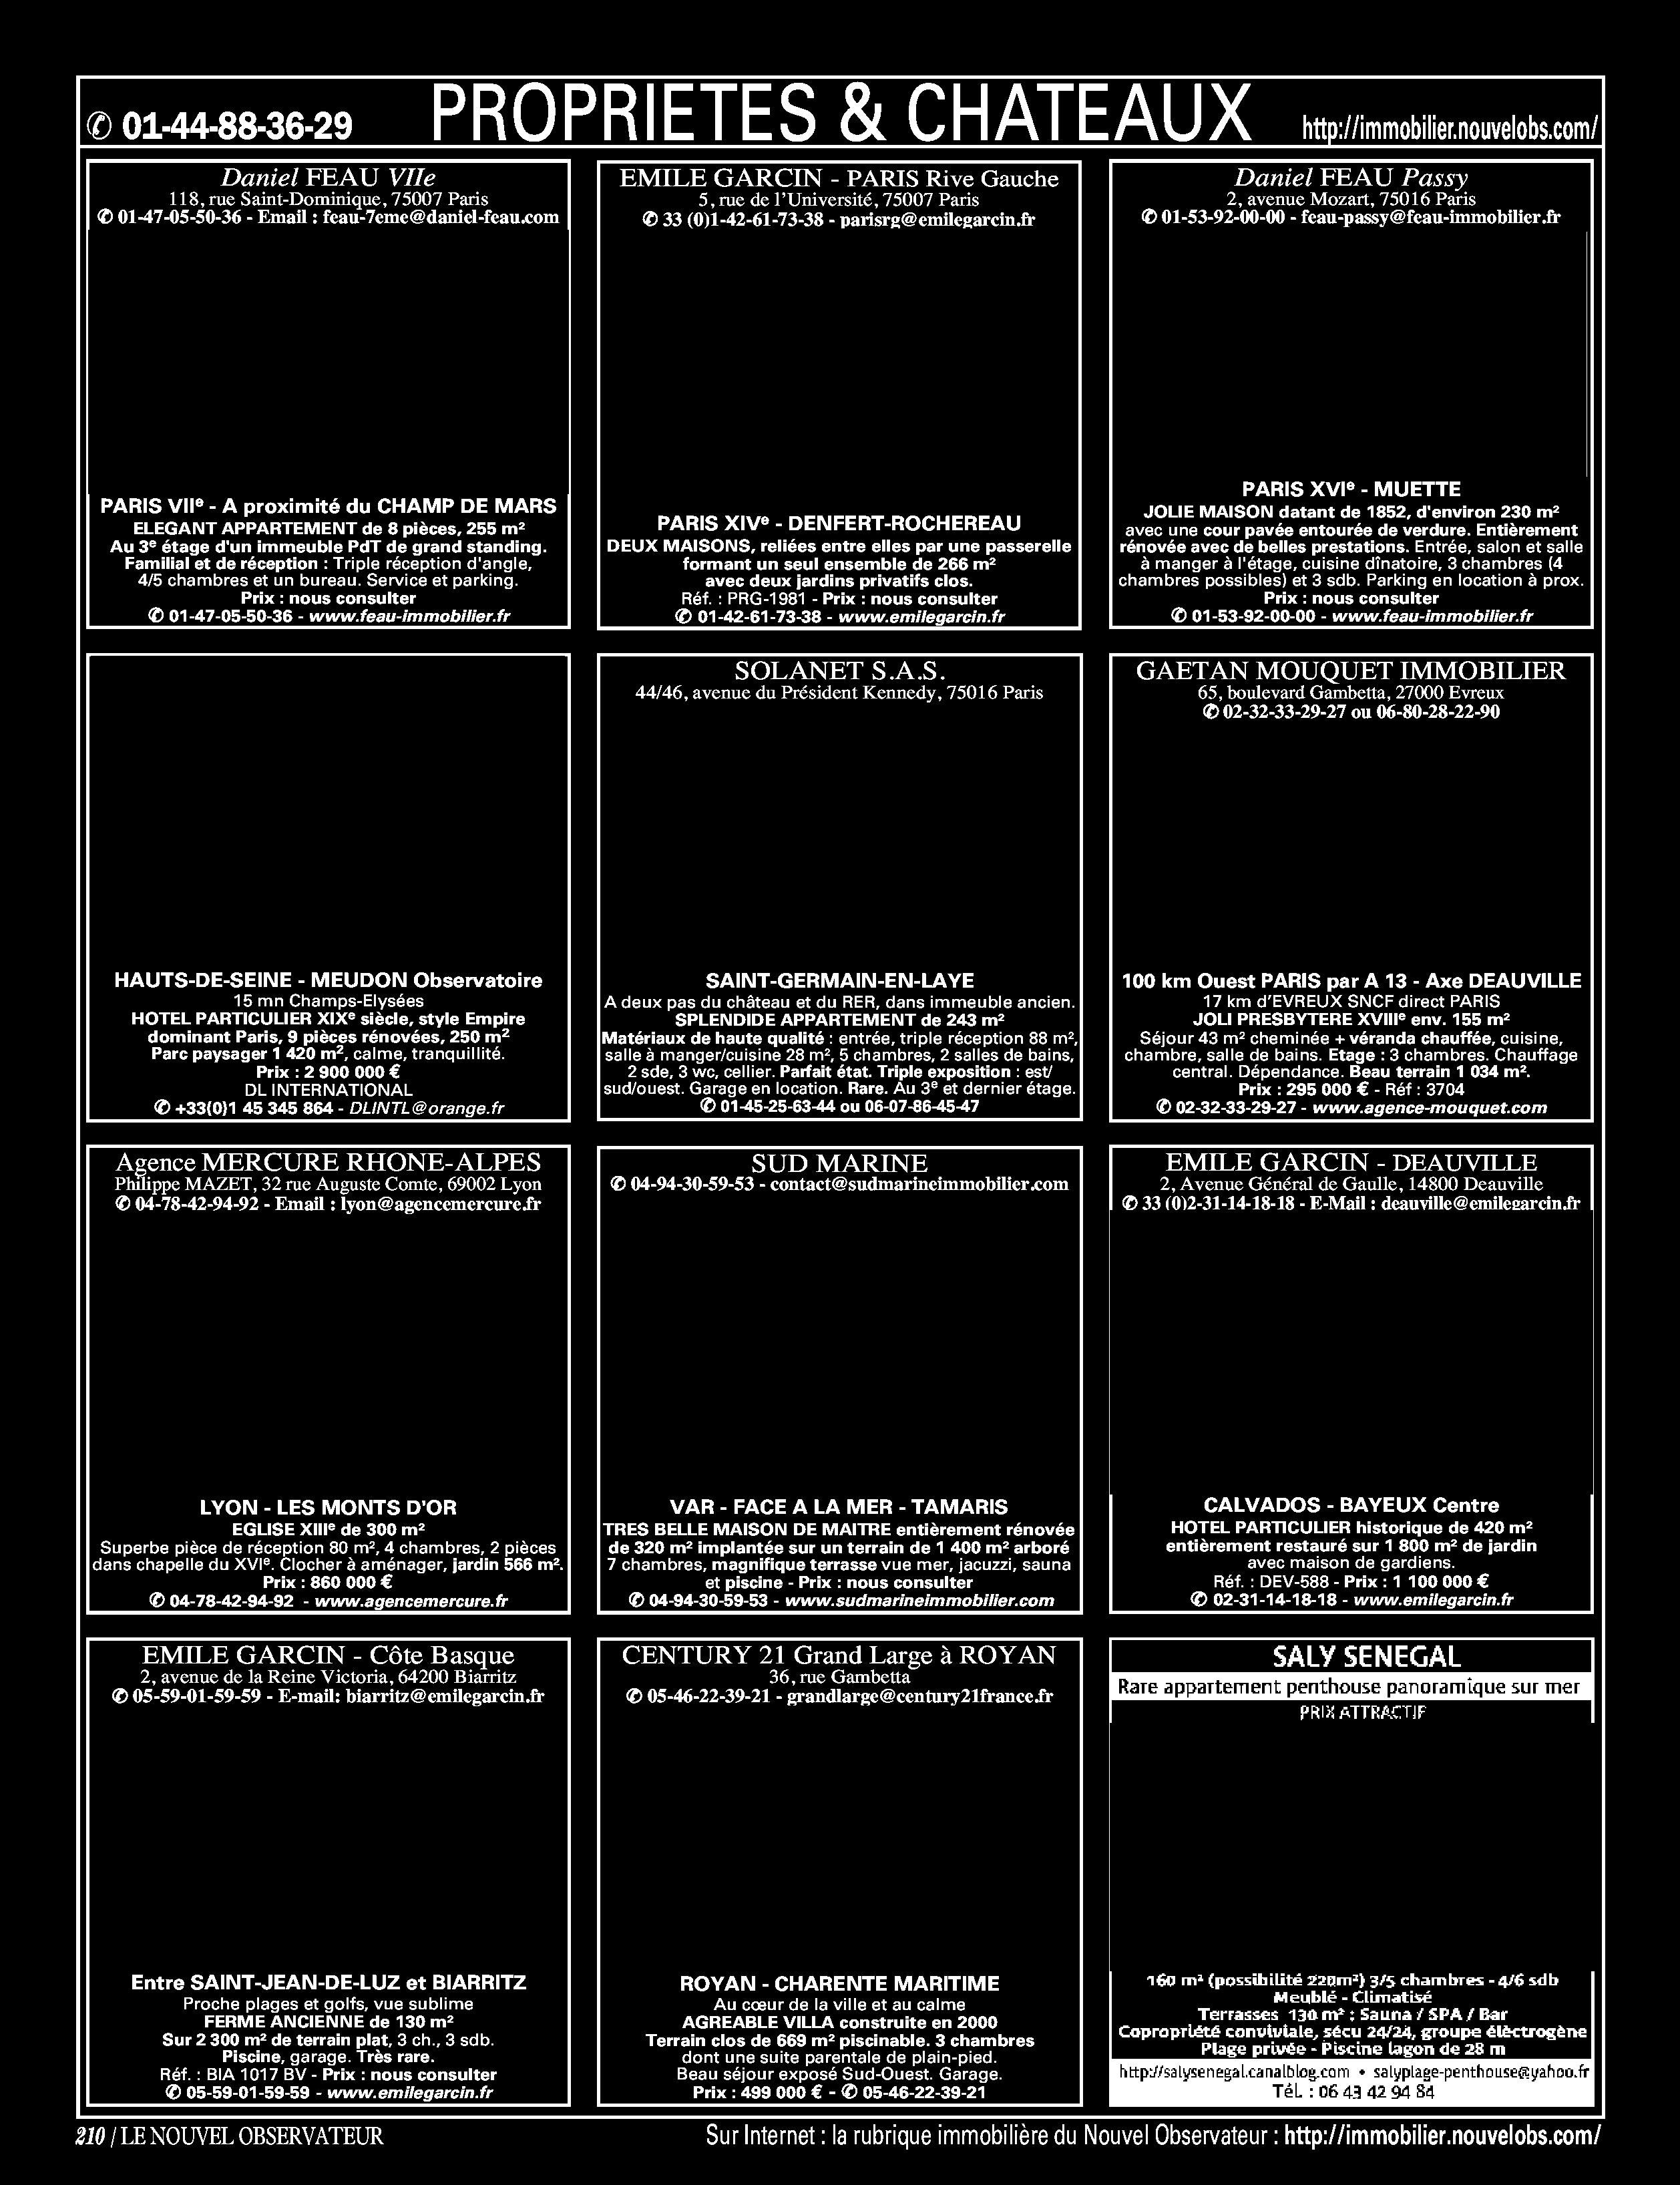 ✆ 01-44-88-36-29 PROPRIETES & CHATEAUX http://immobilier.nouvelobs.com/
Daniel FEAU VIIe
118, rue Saint-Dominique, 75007 Paris
✆ 01-47-05-50-36 - Email : feau-7eme@daniel-feau.com
PARIS VIIe - A proximité du CHAMP DE MARS
ELEGANT APPARTEMENT de 8 pièces, 255 m²
Au 3e étage d'un immeuble PdT de grand standing.
Familial et de réception : Triple réception d'angle,
4/5 chambres et un bureau. Service et parking.
Prix : nous consulter
✆ 01-47-05-50-36 - www.feau-immobilier.fr
EMILE GARCIN - PARIS Rive Gauche
5, rue de l'Université, 75007 Paris
✆ 33 (0)1-42-61-73-38 - parisrg@emilegarcin.fr
PARIS XIVe - DENFERT-ROCHEREAU
DEUX MAISONS, reliées entre elles par une passerelle
formant un seul ensemble de 266 m²
avec deux jardins privatifs clos.
Réf. : PRG-1981 - Prix : nous consulter
✆ 01-42-61-73-38 - www.emilegarcin.fr
Daniel FEAU Passy
2, avenue Mozart, 75016 Paris
✆ 01-53-92-00-00 - feau-passy@feau-immobilier.fr
PARIS XVIe - MUETTE
JOLIE MAISON datant de 1852, d'environ 230 m²
avec une cour pavée entourée de verdure. Entièrement
rénovée avec de belles prestations. Entrée, salon et salle
à manger à l'étage, cuisine dînatoire, 3 chambres (4
chambres possibles) et 3 sdb. Parking en location à prox.
Prix : nous consulter
✆ 01-53-92-00-00 - www.feau-immobilier.fr
HAUTS-DE-SEINE - MEUDON Observatoire
15 mn Champs-Elysées
HOTEL PARTICULIER XIXe siècle, style Empire
dominant Paris, 9 pièces rénovées, 250 m²
Parc paysager 1 420 m², calme, tranquillité.
Prix : 2 900 000 €
DL INTERNATIONAL
✆ +33(0)1 45 345 864 - DLINTL@orange.fr
SOLANET S.A.S.
44/46, avenue du Président Kennedy, 75016 Paris
SAINT-GERMAIN-EN-LAYE
A deux pas du château et du RER, dans immeuble ancien.
SPLENDIDE APPARTEMENT de 243 m²
Matériaux de haute qualité : entrée, triple réception 88 m²,
salle à manger/cuisine 28 m², 5 chambres, 2 salles de bains,
2 sde, 3 wc, cellier. Parfait état. Triple exposition : est/
sud/ouest. Garage en location. Rare. Au 3e et dernier étage.
✆ 01-45-25-63-44 ou 06-07-86-45-47
GAETAN MOUQUET IMMOBILIER
65, boulevard Gambetta, 27000 Evreux
✆ 02-32-33-29-27 ou 06-80-28-22-90
100 km Ouest PARIS par A 13 - Axe DEAUVILLE
17 km d'EVREUX SNCF direct PARIS
JOLI PRESBYTERE XVIIIe env. 155 m²
Séjour 43 m² cheminée + véranda chauffée, cuisine,
chambre, salle de bains. Etage : 3 chambres. Chauffage
central. Dépendance. Beau terrain 1 034 m².
Prix : 295 000 € - Réf : 3704
✆ 02-32-33-29-27 - www.agence-mouquet.com
Agence MERCURE RHONE-ALPES
Philippe MAZET, 32 rue Auguste Comte, 69002 Lyon
✆ 04-78-42-94-92 - Email : lyon@agencemercure.fr
LYON - LES MONTS D'OR
EGLISE XIIIe de 300 m²
Superbe pièce de réception 80 m², 4 chambres, 2 pièces
dans chapelle du XVIe. Clocher à aménager, jardin 566 m².
Prix : 860 000 €
✆ 04-78-42-94-92 - www.agencemercure.fr
SUD MARINE
✆ 04-94-30-59-53 - contact@sudmarineimmobilier.com
VAR - FACE A LA MER - TAMARIS
TRES BELLE MAISON DE MAITRE entièrement rénovée
de 320 m² implantée sur un terrain de 1 400 m² arboré
7 chambres, magnifique terrasse vue mer, jacuzzi, sauna
et piscine - Prix : nous consulter
✆ 04-94-30-59-53 - www.sudmarineimmobilier.com
EMILE GARCIN - DEAUVILLE
2, Avenue Général de Gaulle, 14800 Deauville
✆ 33 (0)2-31-14-18-18 - E-Mail : deauville@emilegarcin.fr
CALVADOS - BAYEUX Centre
HOTEL PARTICULIER historique de 420 m²
entièrement restauré sur 1 800 m² de jardin
avec maison de gardiens.
Réf. : DEV-588 - Prix : 1 100 000 €
✆ 02-31-14-18-18 - www.emilegarcin.fr
EMILE GARCIN - Côte Basque
2, avenue de la Reine Victoria, 64200 Biarritz
✆ 05-59-01-59-59 - E-mail: biarritz@emilegarcin.fr
Entre SAINT-JEAN-DE-LUZ et BIARRITZ
Proche plages et golfs, vue sublime
FERME ANCIENNE de 130 m²
Sur 2 300 m² de terrain plat, 3 ch., 3 sdb.
Piscine, garage. Très rare.
Réf. : BIA 1017 BV - Prix : nous consulter
✆ 05-59-01-59-59 - www.emilegarcin.fr
CENTURY 21 Grand Large à ROYAN
36, rue Gambetta
✆ 05-46-22-39-21 - grandlarge@century21france.fr
ROYAN - CHARENTE MARITIME
Au cœur de la ville et au calme
AGREABLE VILLA construite en 2000
Terrain clos de 669 m² piscinable. 3 chambres
dont une suite parentale de plain-pied.
Beau séjour exposé Sud-Ouest. Garage.
Prix : 499 000 € - ✆ 05-46-22-39-21
SALY SENEGAL
Rare appartement penthouse panoramique sur mer
PRIX ATTRACTIF
160 m² (possibilité 220m²) 3/5 chambres - 4/6 sdb
Meublé - Climatisé
Terrasses 130 m² : Sauna / SPA / Bar
Copropriété conviviale, sécu 24/24, groupe élèctrogène
Plage privée - Piscine lagon de 28 m
http://salysenegal.canalblog.com • salyplage-penthouse@yahoo.fr
Tél. : 06 43 42 94 84
210 / LE NOUVEL OBSERVATEUR Sur Internet : la rubrique immobilière du Nouvel Observateur : http://immobilier.nouvelobs.com/